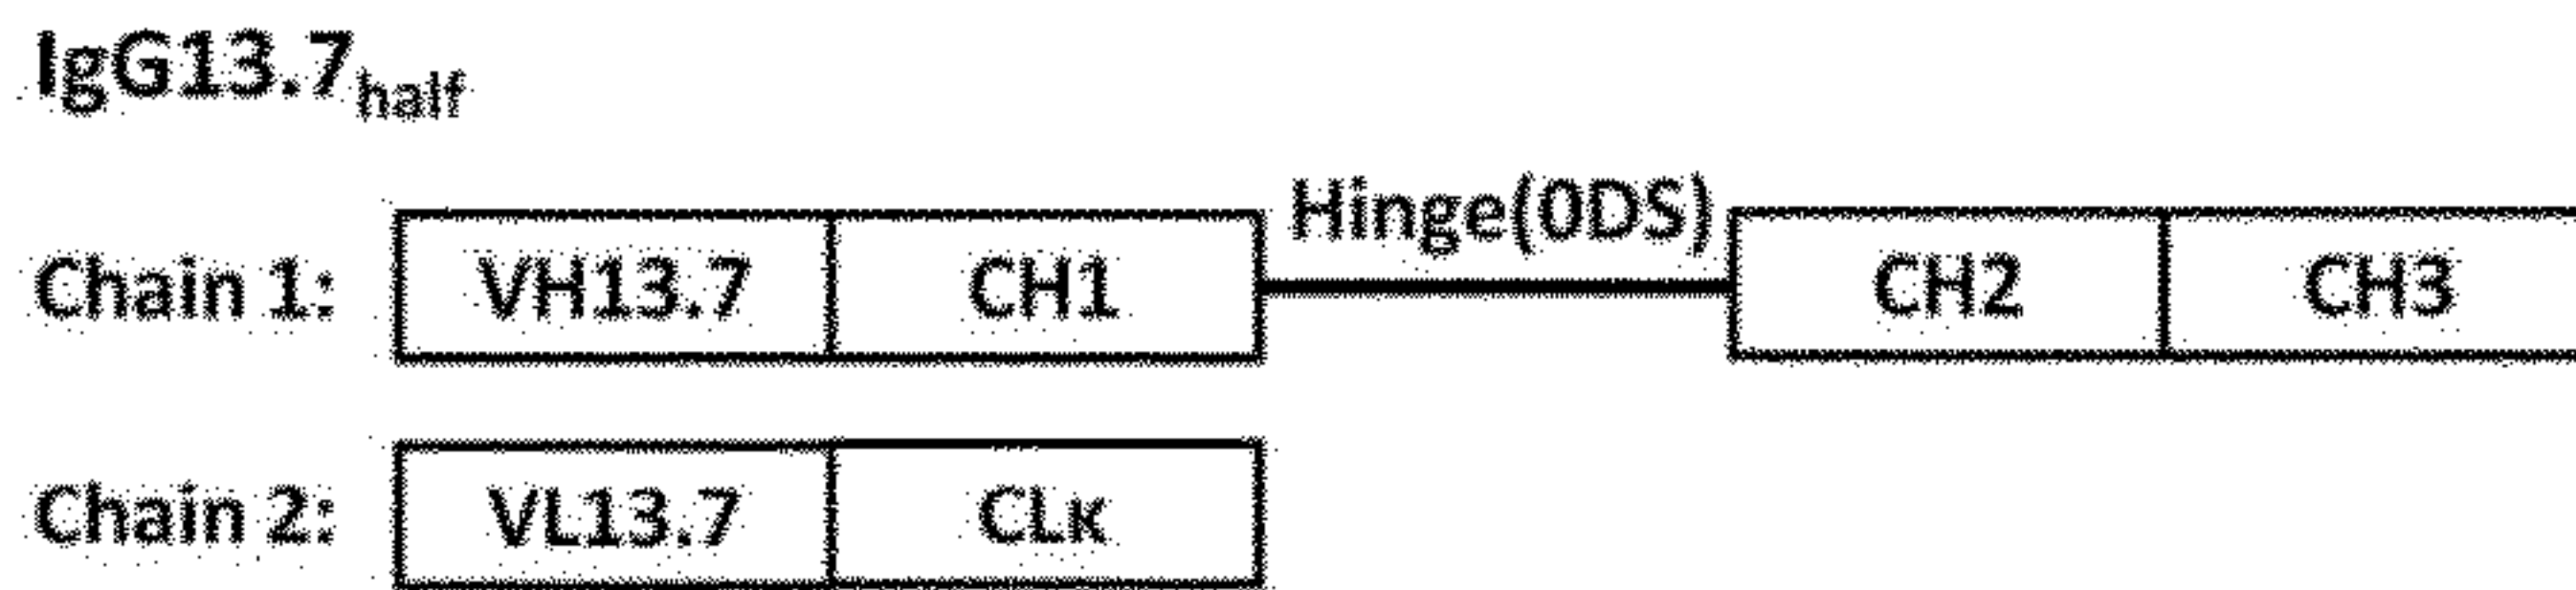 IgG13.7half
Hinge(0DS)
Chain 1: VH13.7 CH1 CH2 CH3
Chain 2: VL13.7 CLκ